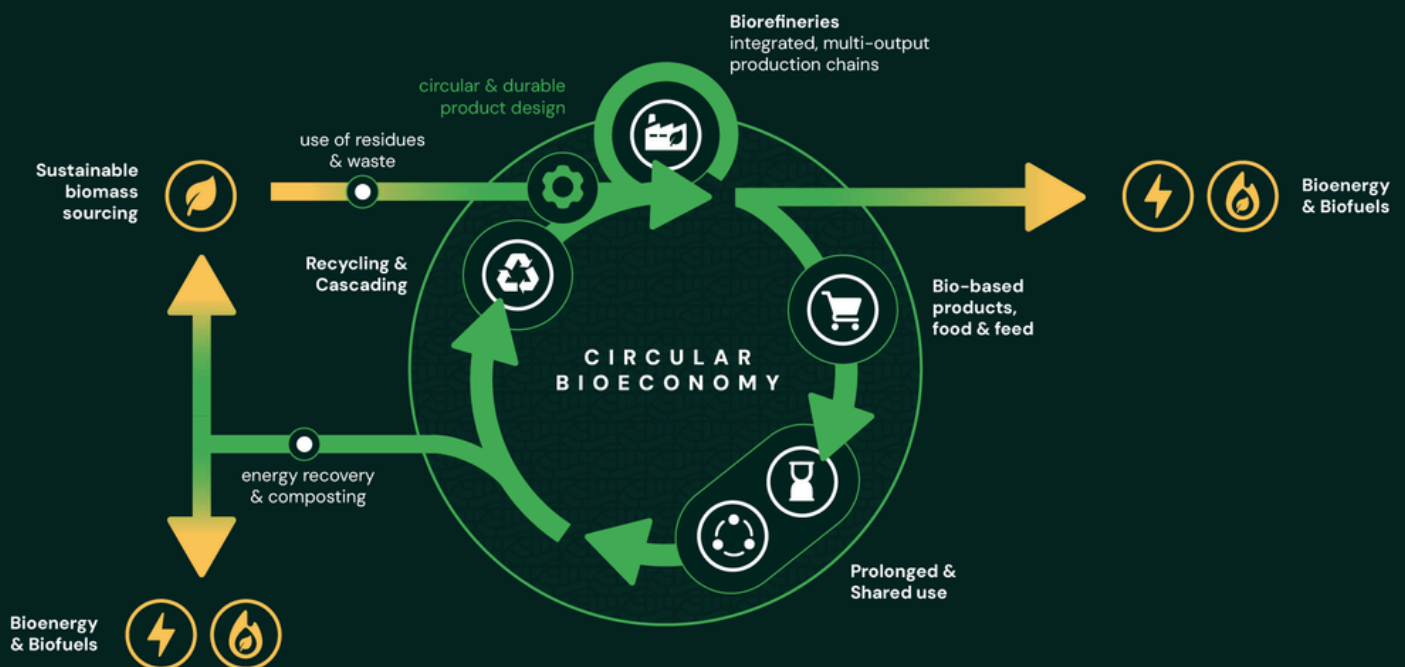 Biorefineries
integrated, multi-output
production chains
circular & durable
product design
use of residues
& waste
Sustainable
biomass
sourcing
Bioenergy
& Biofuels
Recycling &
Cascading
Bio-based
products,
food & feed
CIRCULAR
BIOECONOMY
energy recovery
& composting
Prolonged &
Shared use
Bioenergy
& Biofuels